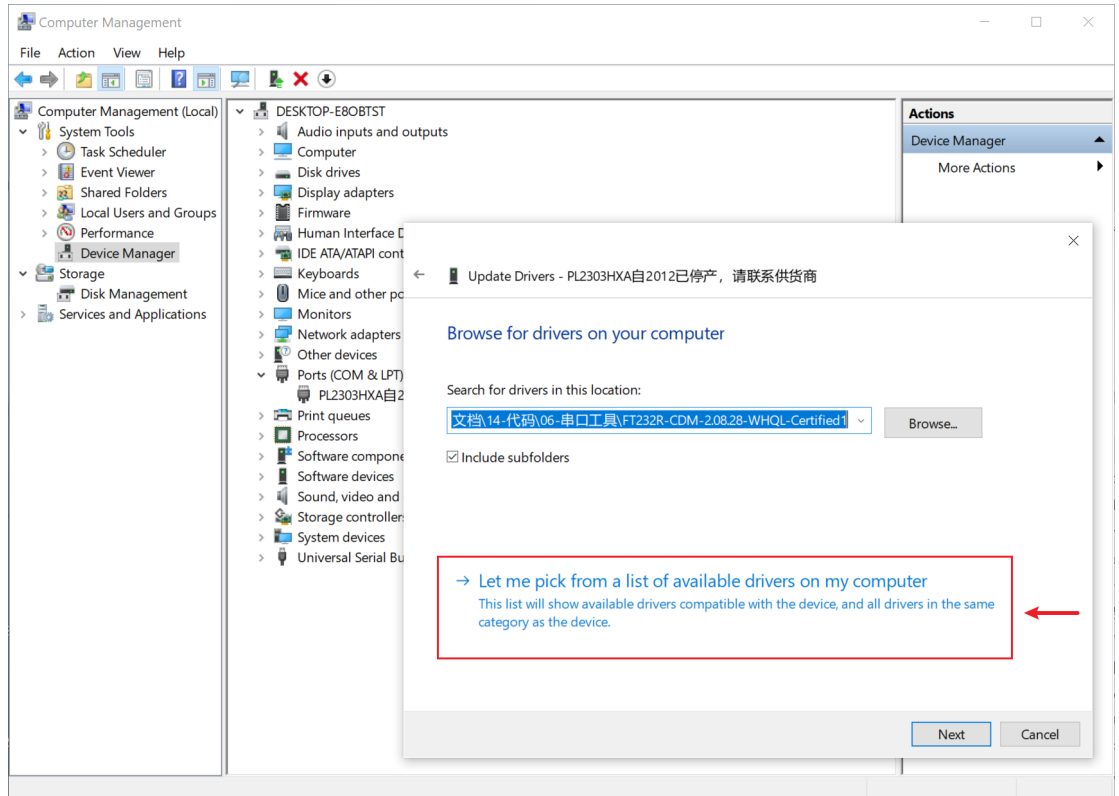 Computer Management
File Action View Help
Computer Management (Local)
System Tools
Task Scheduler
Event Viewer
Shared Folders
Local Users and Groups
Performance
Device Manager
Storage
Disk Management
Services and Applications
DESKTOP-E8OBTST
Audio inputs and outputs
Computer
Disk drives
Display adapters
Firmware
Human Interface D
IDE ATA/ATAPI cont
Keyboards
Mice and other po
Monitors
Network adapters
Other devices
Ports (COM & LPT)
PL2303HXA自2
Print queues
Processors
Software compone
Software devices
Sound, video and
Storage controller
System devices
Universal Serial Bu
Actions
Device Manager
More Actions
Update Drivers - PL2303HXA自2012已停产，请联系供货商
Browse for drivers on your computer
Search for drivers in this location:
文档\14-代码\06-串口工具\FT232R-CDM-2.08.28-WHQL-Certified1
Browse...
Include subfolders
Let me pick from a list of available drivers on my computer
This list will show available drivers compatible with the device, and all drivers in the same
category as the device.
Next Cancel